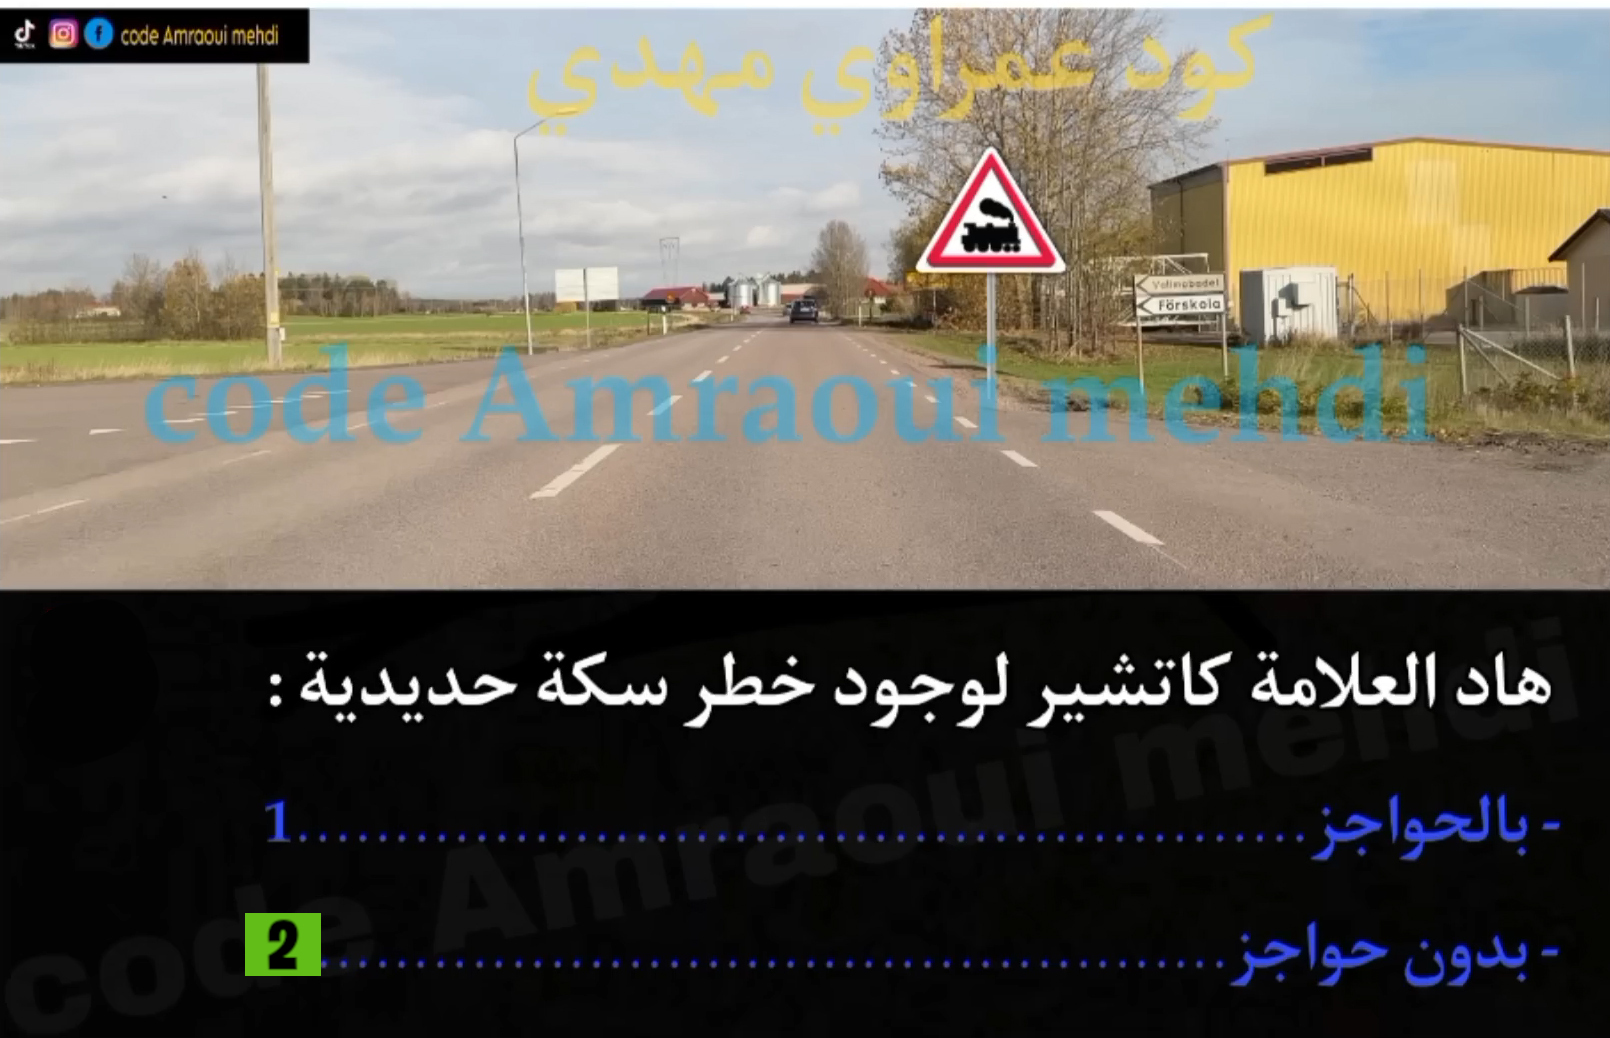 code Amraoui mehdi
كود عمراوي مهدي
Vallmobadet
Förskola
code Amraoui mehdi
هاد العلامة كاتشير لوجود خطر سكة حديدية :
- بالحواجز....................................................1
- بدون حواجز....................................................2
code Amraoui mehdi